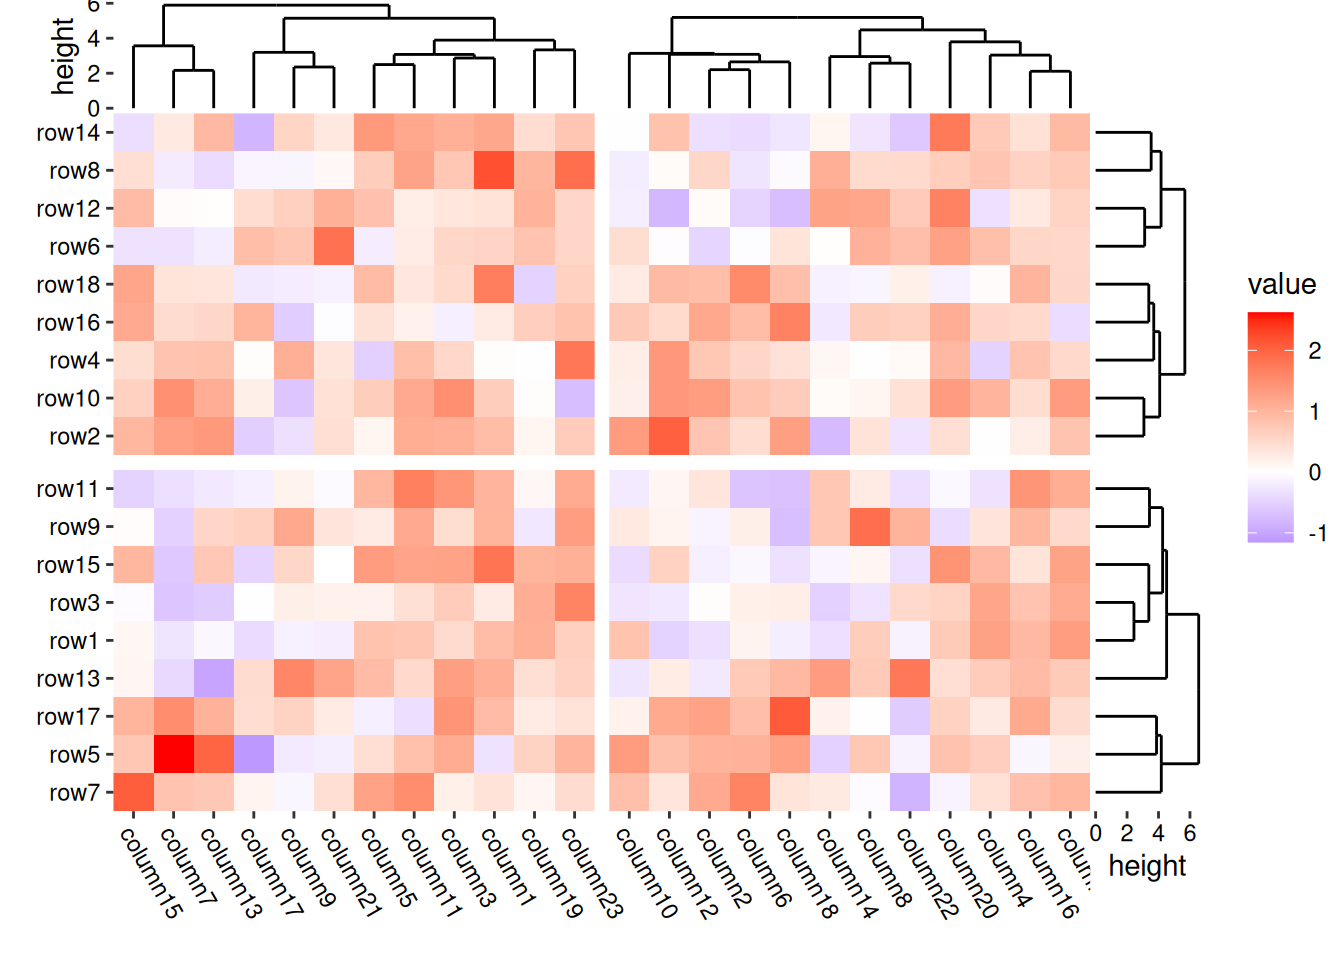 6
4
2
0
height
row14
row8
row12
row6
row18
row16
row4
row10
row2
row11
row9
row15
row3
row1
row13
row17
row5
row7
column15
column7
column13
column17
column9
column21
column5
column11
column3
column1
column19
column23
column10
column12
column2
column6
column18
column14
column8
column22
column20
column4
column16
0 2 4 6
height
value
2
1
0
-1